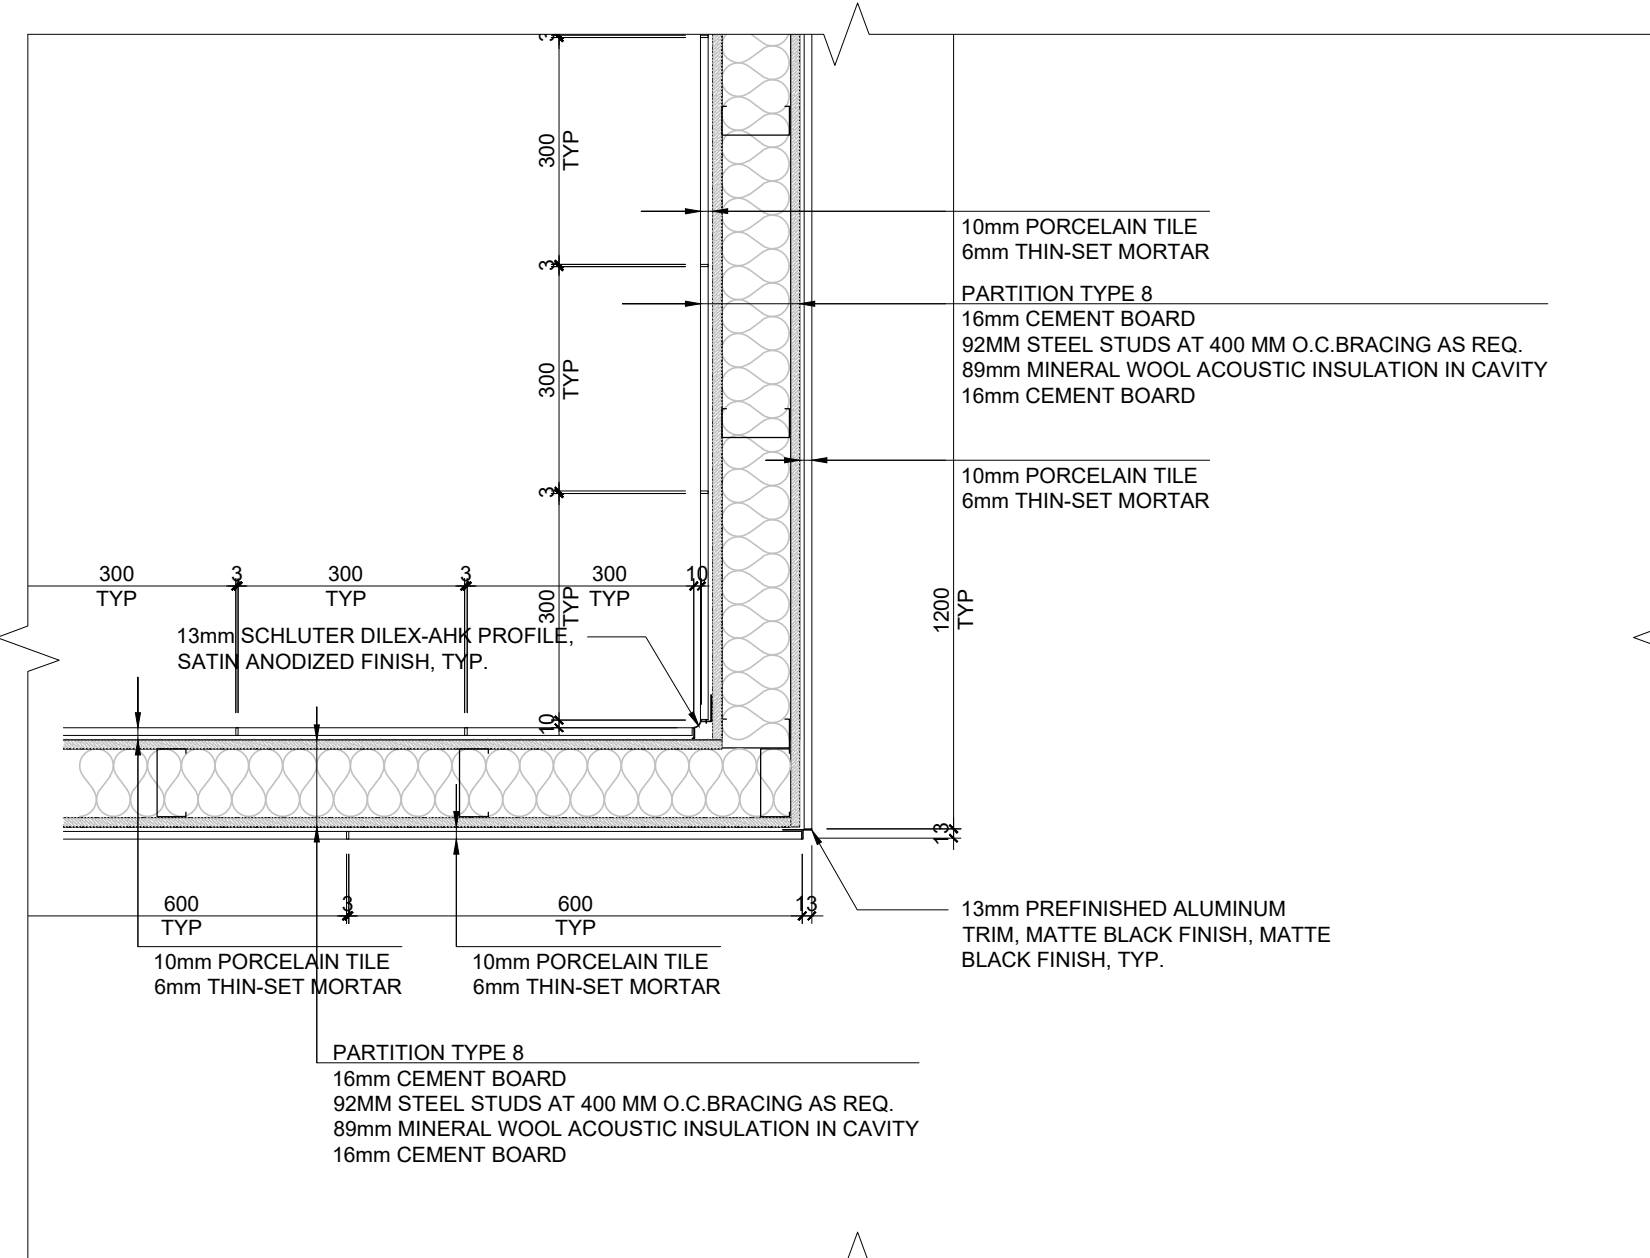 3
300
TYP
3
300
TYP
3
300
TYP
10
10mm PORCELAIN TILE
6mm THIN-SET MORTAR
PARTITION TYPE 8
16mm CEMENT BOARD
92MM STEEL STUDS AT 400 MM O.C.BRACING AS REQ.
89mm MINERAL WOOL ACOUSTIC INSULATION IN CAVITY
16mm CEMENT BOARD
10mm PORCELAIN TILE
6mm THIN-SET MORTAR
300
TYP
3
300
TYP
3
300
TYP
10
13mm SCHLUTER DILEX-AHK PROFILE,
SATIN ANODIZED FINISH, TYP.
1200
TYP
13
600
TYP
3
600
TYP
13
13mm PREFINISHED ALUMINUM
TRIM, MATTE BLACK FINISH, MATTE
BLACK FINISH, TYP.
10mm PORCELAIN TILE
6mm THIN-SET MORTAR
10mm PORCELAIN TILE
6mm THIN-SET MORTAR
PARTITION TYPE 8
16mm CEMENT BOARD
92MM STEEL STUDS AT 400 MM O.C.BRACING AS REQ.
89mm MINERAL WOOL ACOUSTIC INSULATION IN CAVITY
16mm CEMENT BOARD